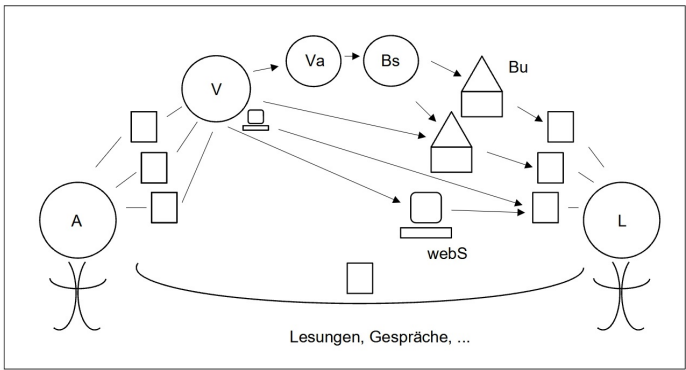 Va
Bs
Bu
V
A
L
webS
Lesungen, Gespräche, ...